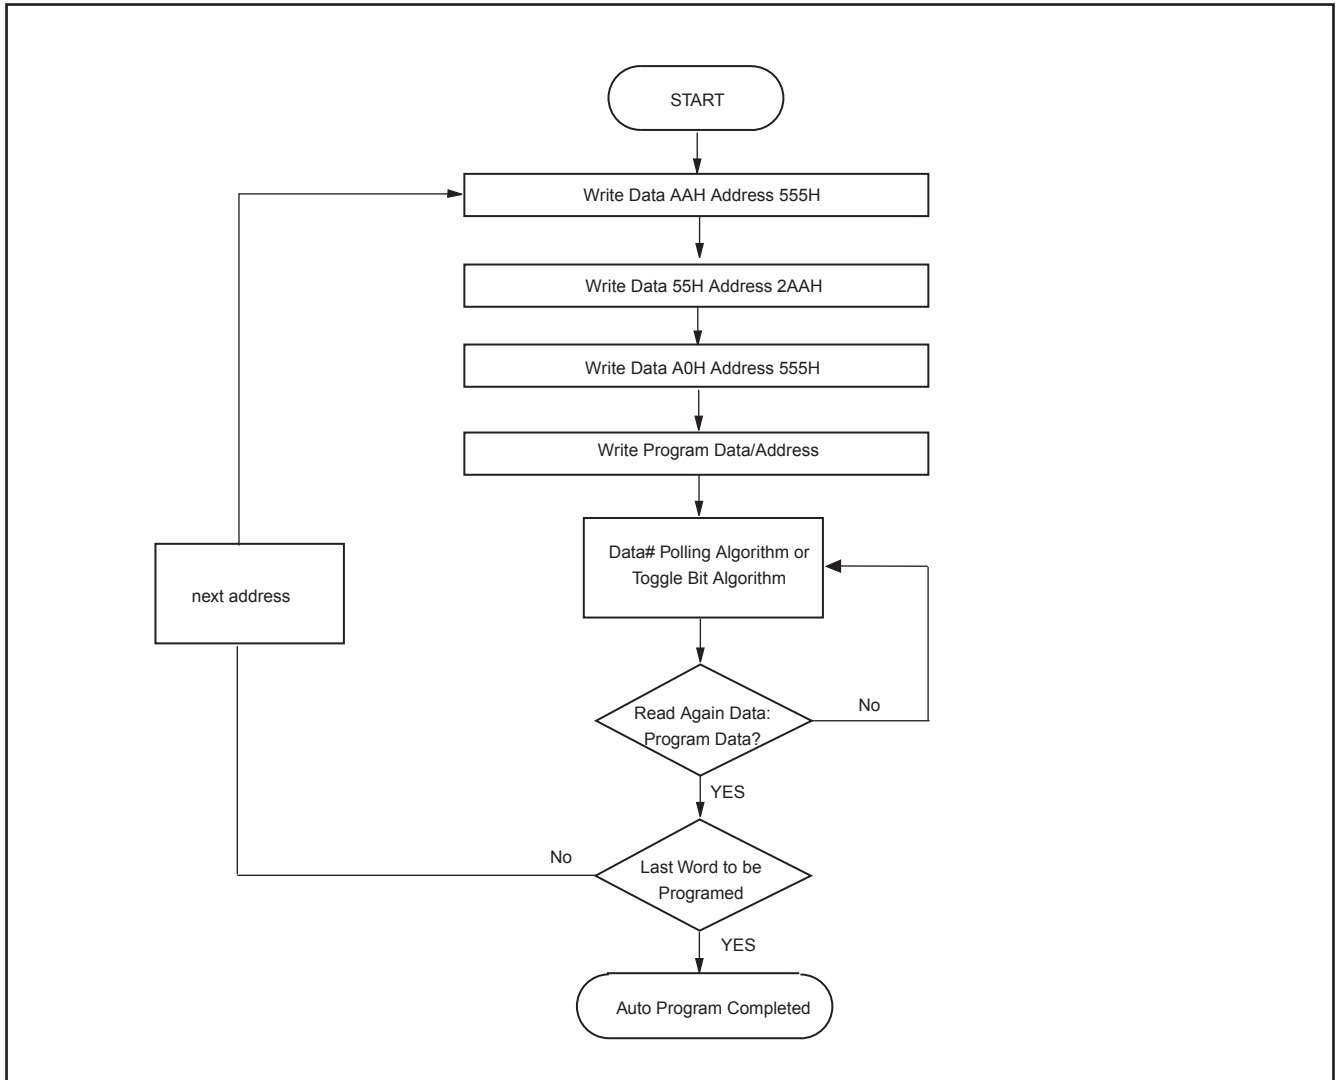 START
Write Data AAH Address 555H
Write Data 55H Address 2AAH
Write Data A0H Address 555H
Write Program Data/Address
Data# Polling Algorithm or
Toggle Bit Algorithm
next address
Read Again Data:
Program Data?
No
YES
Last Word to be
Programed
No
YES
Auto Program Completed